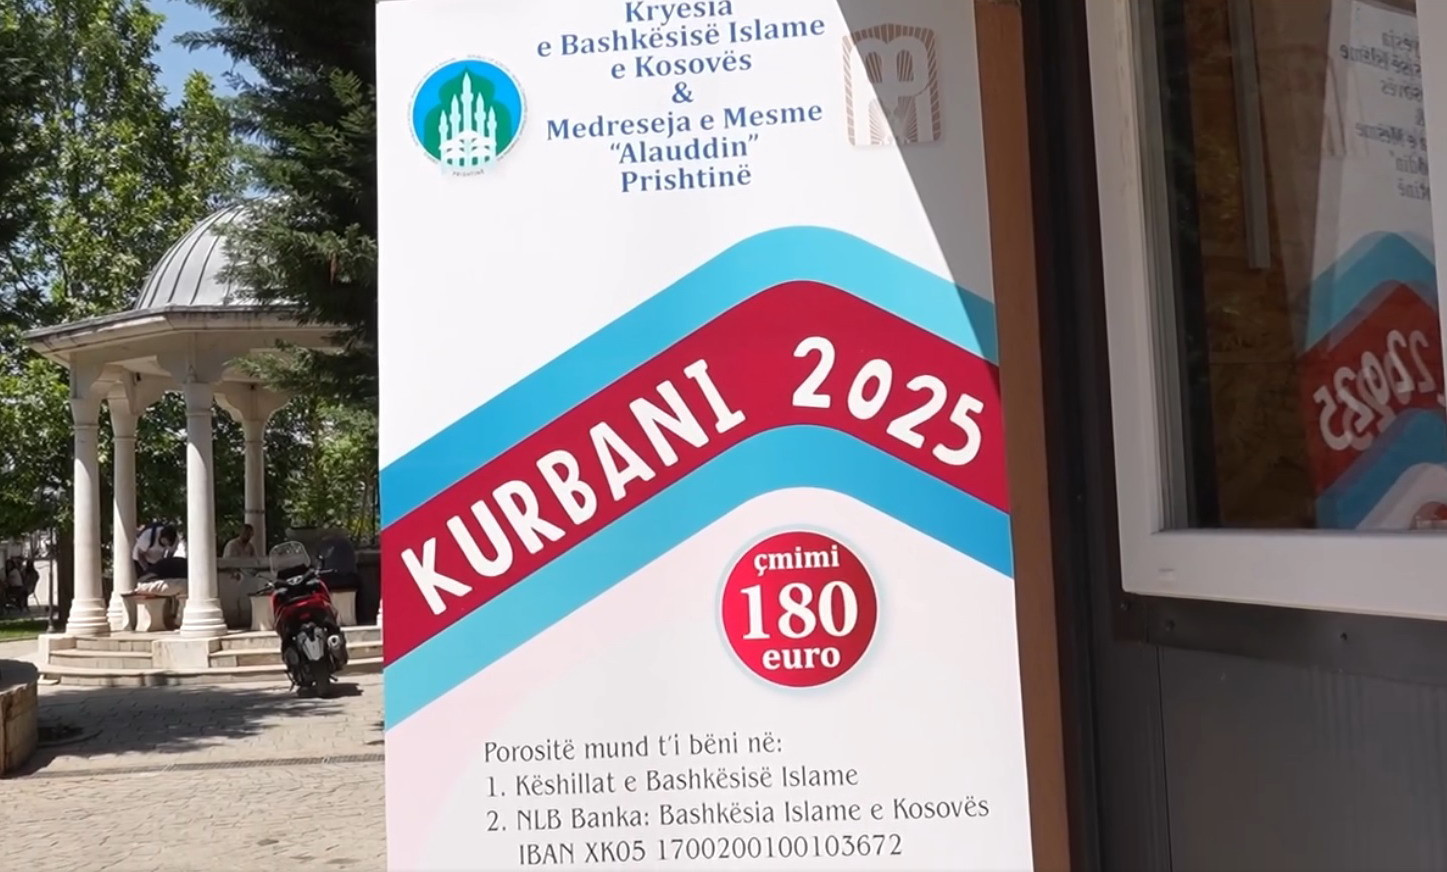 Kryesia
e Bashkësisë Islame
e Kosovës
&
Medreseja e Mesme
“Alauddin”
Prishtinë
PRISHTINË
KURBANI 2025
çmimi
180
euro
Porositë mund t'i bëni në:
1. Këshillat e Bashkësisë Islame
2. NLB Banka: Bashkësia Islame e Kosovës
IBAN XK05 1700200100103672